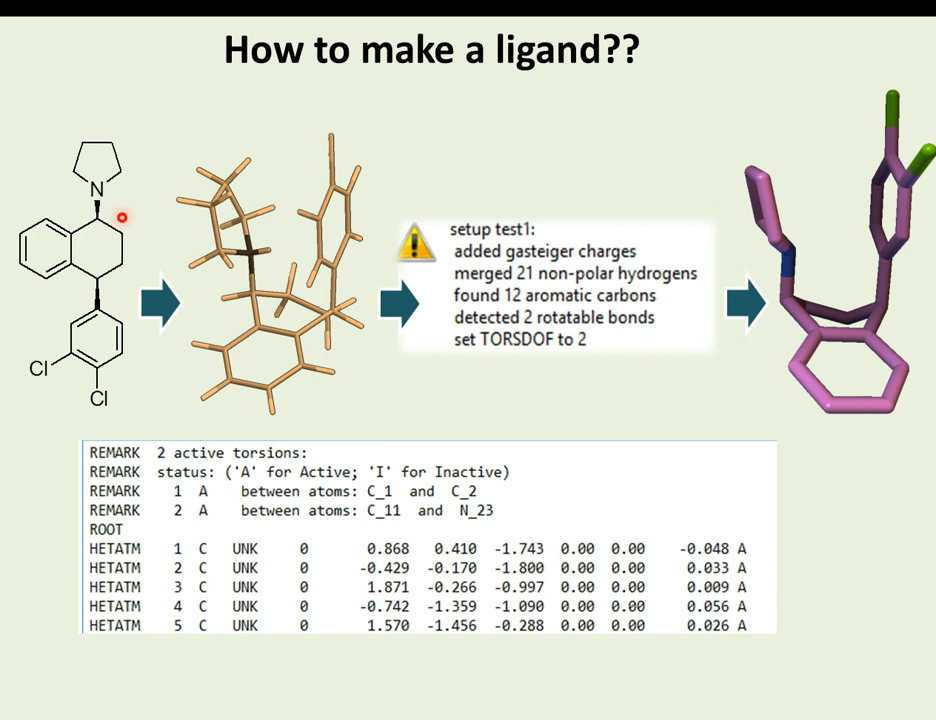 How to make a ligand??
N
Cl
Cl
setup test1:
added gasteiger charges
merged 21 non-polar hydrogens
found 12 aromatic carbons
detected 2 rotatable bonds
set TORSDOF to 2
REMARK 2 active torsions:
REMARK status: ('A' for Active; 'I' for Inactive)
REMARK 1 A between atoms: C_1 and C_2
REMARK 2 A between atoms: C_11 and N_23
ROOT
HETATM 1 C UNK 0 0.868 0.410 -1.743 0.00 0.00 -0.048 A
HETATM 2 C UNK 0 -0.429 -0.170 -1.800 0.00 0.00 0.033 A
HETATM 3 C UNK 0 1.871 -0.266 -0.997 0.00 0.00 0.009 A
HETATM 4 C UNK 0 -0.742 -1.359 -1.090 0.00 0.00 0.056 A
HETATM 5 C UNK 0 1.570 -1.456 -0.288 0.00 0.00 0.026 A